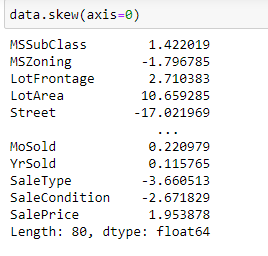 data.skew(axis=0)
MSSubClass 1.422019
MSZoning -1.796785
LotFrontage 2.710383
LotArea 10.659285
Street -17.021969
...
MoSold 0.220979
YrSold 0.115765
SaleType -3.660513
SaleCondition -2.671829
SalePrice 1.953878
Length: 80, dtype: float64